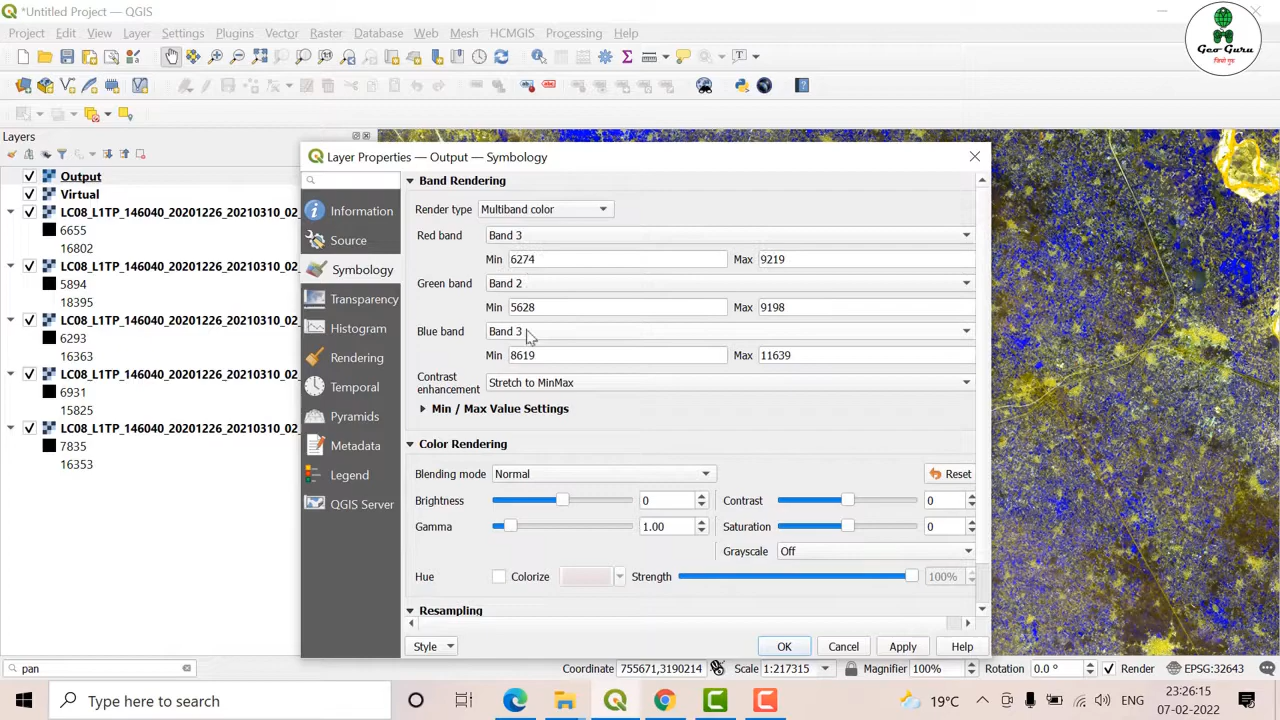 *Untitled Project — QGIS
Project Edit View Layer Settings Plugins Vector Raster Database Web Mesh HCMGIS Processing Help
Geo Guru
जियो गुरु
Layers
Output
Virtual
LC08_L1TP_146040_20201226_20210310_02_
6655
16802
LC08_L1TP_146040_20201226_20210310_02_
5894
18395
LC08_L1TP_146040_20201226_20210310_02_
6293
16363
LC08_L1TP_146040_20201226_20210310_02_
6931
15825
LC08_L1TP_146040_20201226_20210310_02_
7835
16353
pan
Layer Properties — Output — Symbology
Information
Source
Symbology
Transparency
Histogram
Rendering
Temporal
Pyramids
Metadata
Legend
QGIS Server
Band Rendering
Render type Multiband color
Red band Band 3
Min 6274 Max 9219
Green band Band 2
Min 5628 Max 9198
Blue band Band 3
Min 8619 Max 11639
Contrast enhancement Stretch to MinMax
Min / Max Value Settings
Color Rendering
Blending mode Normal Reset
Brightness 0 Contrast 0
Gamma 1.00 Saturation 0
Grayscale Off
Hue Colorize Strength 100%
Resampling
Style OK Cancel Apply Help
Coordinate 755671,3190214 Scale 1:217315 Magnifier 100% Rotation 0.0 ° Render EPSG:32643
Type here to search
19°C ENG 23:26:15
07-02-2022